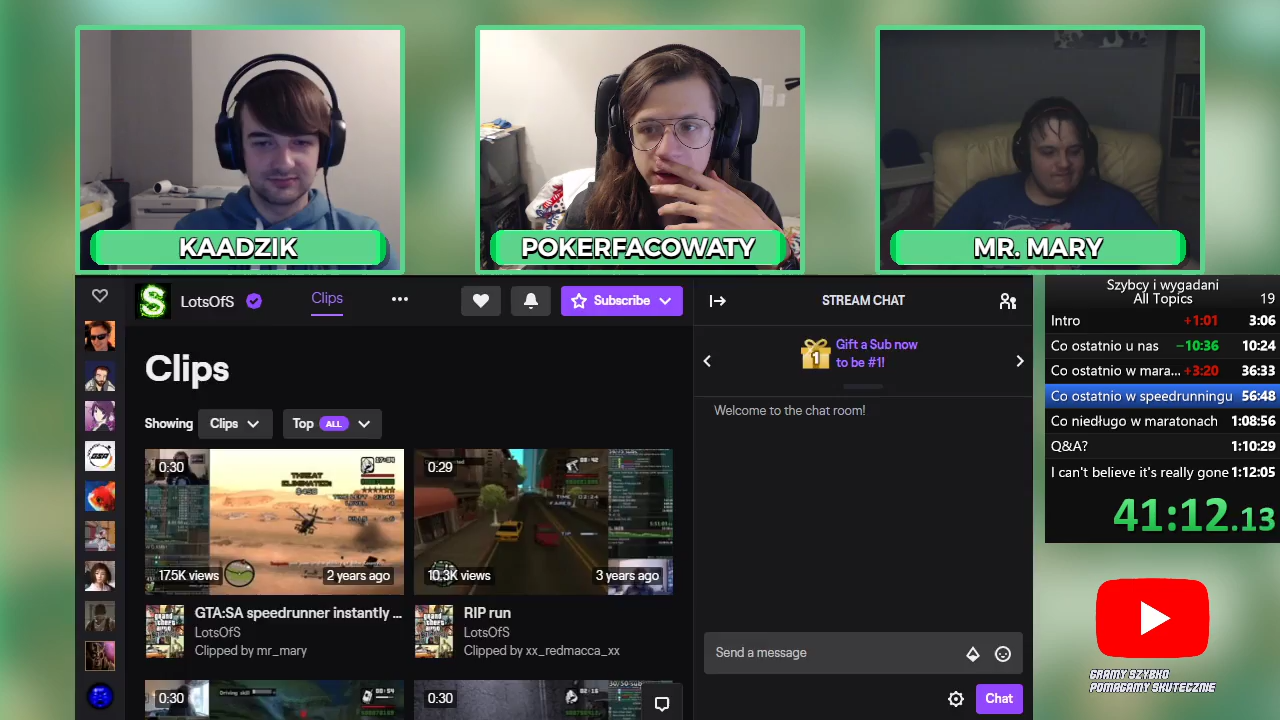 KAADZIK
POKERFACOWATY
MR. MARY
LotsOfS
Clips
Subscribe
STREAM CHAT
Gift a Sub now
to be #1!
1
Welcome to the chat room!
Clips
Showing
Clips
Top ALL
0:30
THREAT
ELIMINATED!
17.5K views
2 years ago
GTA:SA speedrunner instantly ...
LotsOfS
Clipped by mr_mary
0:29
10.3K views
3 years ago
RIP run
LotsOfS
Clipped by xx_redmacca_xx
0:30
Driving skill
0:30
Send a message
Chat
Szybcy i wygadani
All Topics 19
Intro +1:01 3:06
Co ostatnio u nas −10:36 10:24
Co ostatnio w mara... +3:20 36:33
Co ostatnio w speedrunningu 56:48
Co niedługo w maratonach 1:08:56
Q&A? 1:10:29
I can't believe it's really gone 1:12:05
41:12.13
GRAMY SZYBKO
POMAGAMY SKUTECZNIE